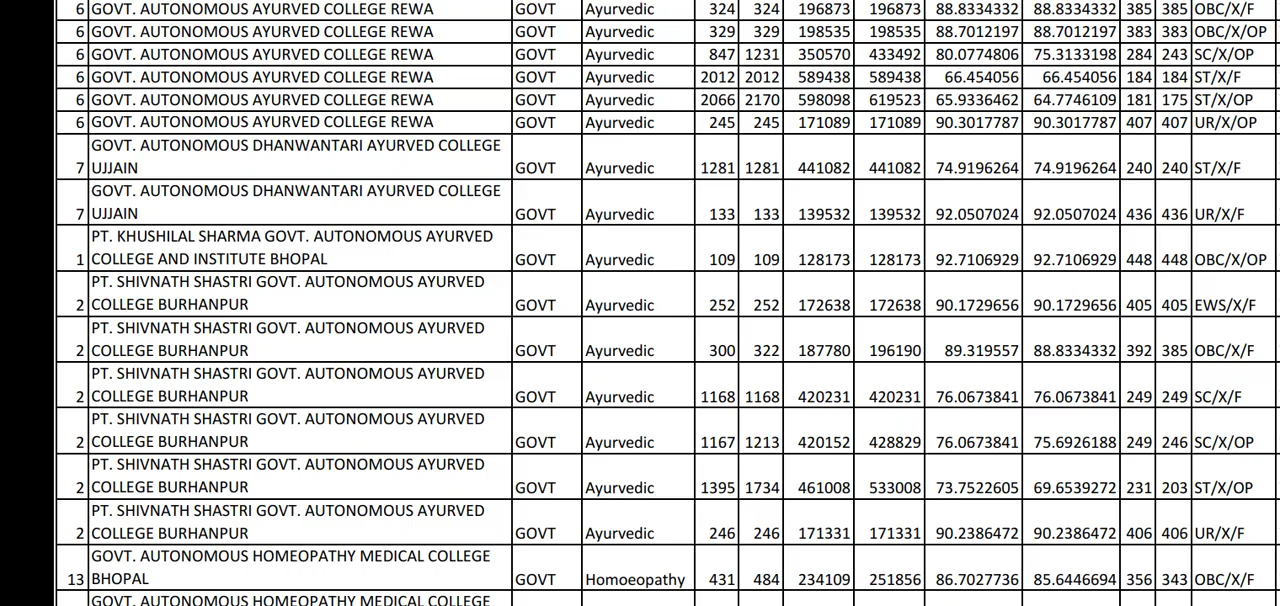 6 GOVT. AUTONOMOUS AYURVED COLLEGE REWA GOVT Ayurvedic 324 324 196873 196873 88.8334332 88.8334332 385 385 OBC/X/F
6 GOVT. AUTONOMOUS AYURVED COLLEGE REWA GOVT Ayurvedic 329 329 198535 198535 88.7012197 88.7012197 383 383 OBC/X/OP
6 GOVT. AUTONOMOUS AYURVED COLLEGE REWA GOVT Ayurvedic 847 1231 350570 433492 80.0774806 75.3133198 284 243 SC/X/OP
6 GOVT. AUTONOMOUS AYURVED COLLEGE REWA GOVT Ayurvedic 2012 2012 589438 589438 66.454056 66.454056 184 184 ST/X/F
6 GOVT. AUTONOMOUS AYURVED COLLEGE REWA GOVT Ayurvedic 2066 2170 598098 619523 65.9336462 64.7746109 181 175 ST/X/OP
6 GOVT. AUTONOMOUS AYURVED COLLEGE REWA GOVT Ayurvedic 245 245 171089 171089 90.3017787 90.3017787 407 407 UR/X/OP
GOVT. AUTONOMOUS DHANWANTARI AYURVED COLLEGE
7 UJJAIN GOVT Ayurvedic 1281 1281 441082 441082 74.9196264 74.9196264 240 240 ST/X/F
GOVT. AUTONOMOUS DHANWANTARI AYURVED COLLEGE
7 UJJAIN GOVT Ayurvedic 133 133 139532 139532 92.0507024 92.0507024 436 436 UR/X/F
PT. KHUSHILAL SHARMA GOVT. AUTONOMOUS AYURVED
1 COLLEGE AND INSTITUTE BHOPAL GOVT Ayurvedic 109 109 128173 128173 92.7106929 92.7106929 448 448 OBC/X/OP
PT. SHIVNATH SHASTRI GOVT. AUTONOMOUS AYURVED
2 COLLEGE BURHANPUR GOVT Ayurvedic 252 252 172638 172638 90.1729656 90.1729656 405 405 EWS/X/F
PT. SHIVNATH SHASTRI GOVT. AUTONOMOUS AYURVED
2 COLLEGE BURHANPUR GOVT Ayurvedic 300 322 187780 196190 89.319557 88.8334332 392 385 OBC/X/F
PT. SHIVNATH SHASTRI GOVT. AUTONOMOUS AYURVED
2 COLLEGE BURHANPUR GOVT Ayurvedic 1168 1168 420231 420231 76.0673841 76.0673841 249 249 SC/X/F
PT. SHIVNATH SHASTRI GOVT. AUTONOMOUS AYURVED
2 COLLEGE BURHANPUR GOVT Ayurvedic 1167 1213 420152 428829 76.0673841 75.6926188 249 246 SC/X/OP
PT. SHIVNATH SHASTRI GOVT. AUTONOMOUS AYURVED
2 COLLEGE BURHANPUR GOVT Ayurvedic 1395 1734 461008 533008 73.7522605 69.6539272 231 203 ST/X/OP
PT. SHIVNATH SHASTRI GOVT. AUTONOMOUS AYURVED
2 COLLEGE BURHANPUR GOVT Ayurvedic 246 246 171331 171331 90.2386472 90.2386472 406 406 UR/X/F
GOVT. AUTONOMOUS HOMEOPATHY MEDICAL COLLEGE
13 BHOPAL GOVT Homoeopathy 431 484 234109 251856 86.7027736 85.6446694 356 343 OBC/X/F
GOVT. AUTONOMOUS HOMEOPATHY MEDICAL COLLEGE